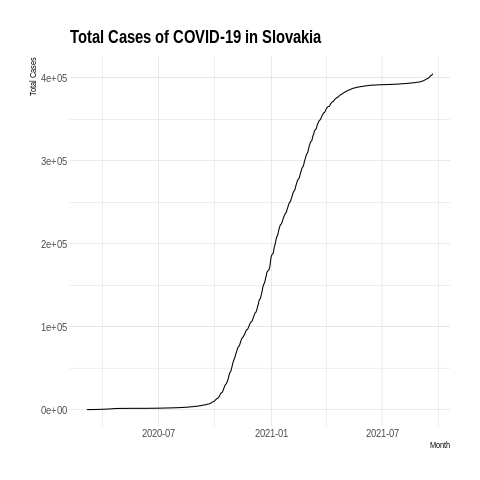 Total Cases of COVID-19 in Slovakia
Total Cases
4e+05
3e+05
2e+05
1e+05
0e+00
2020-07 2021-01 2021-07
Month